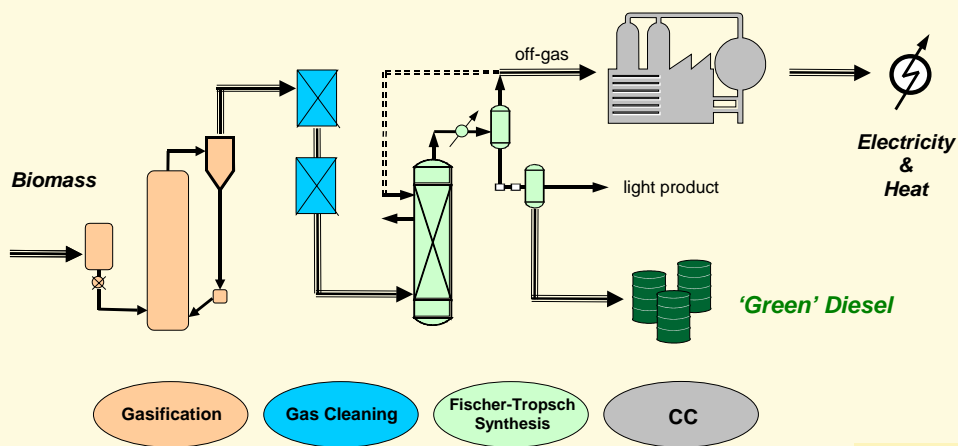 off-gas
Biomass
Electricity
&
Heat
light product
‘Green’ Diesel
Gasification
Gas Cleaning
Fischer-Tropsch
Synthesis
CC